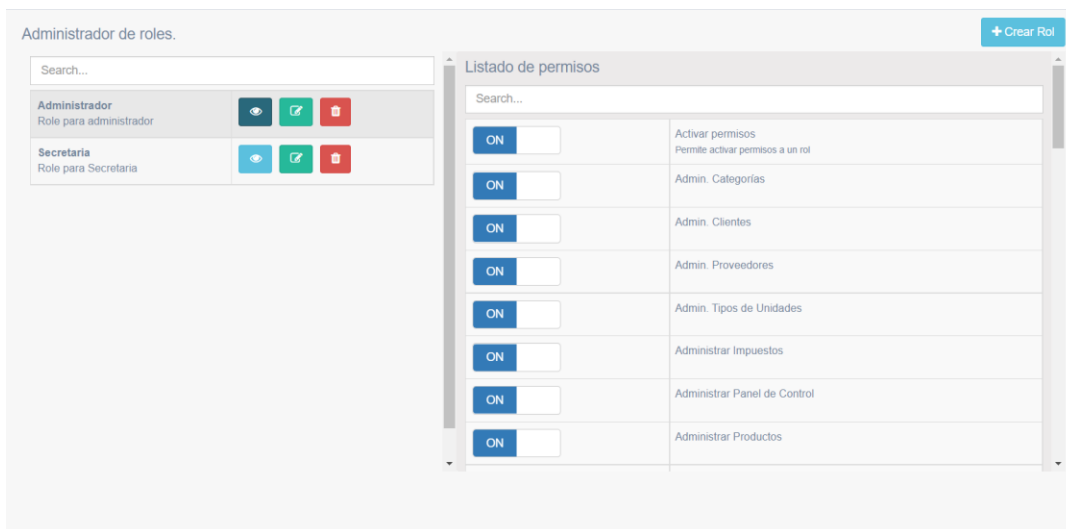 Administrador de roles.
+ Crear Rol
Search...
Administrador
Role para administrador
Secretaria
Role para Secretaria
Listado de permisos
Search...
ON
Activar permisos
Permite activar permisos a un rol
ON
Admin. Categorías
ON
Admin. Clientes
ON
Admin. Proveedores
ON
Admin. Tipos de Unidades
ON
Administrar Impuestos
ON
Administrar Panel de Control
ON
Administrar Productos